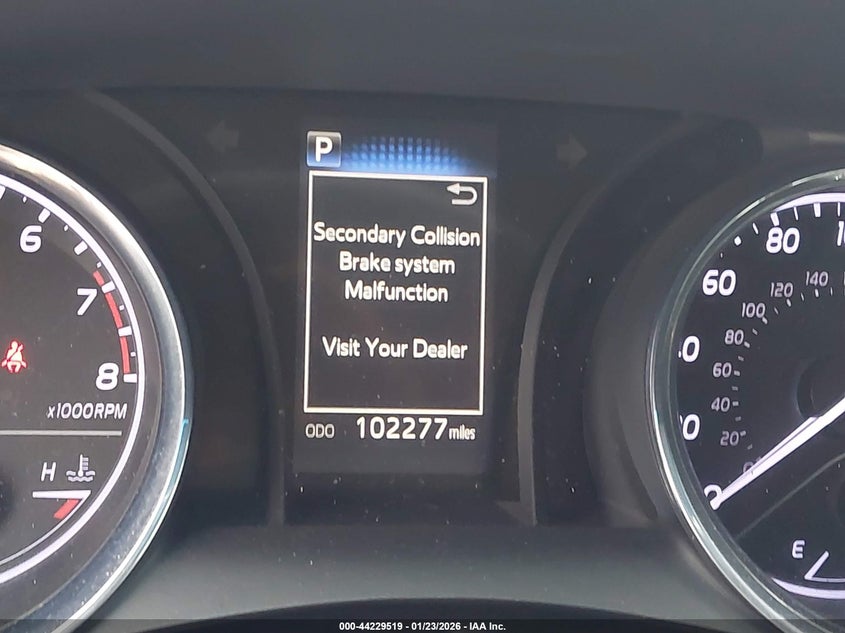 P
Secondary Collision
Brake system
Malfunction
Visit Your Dealer
ODO 102277 miles
6
7
8
x1000RPM
H
80
60
120
140
100
80
60
40
20
E
000-44229519 - 01/23/2026 - IAA Inc.